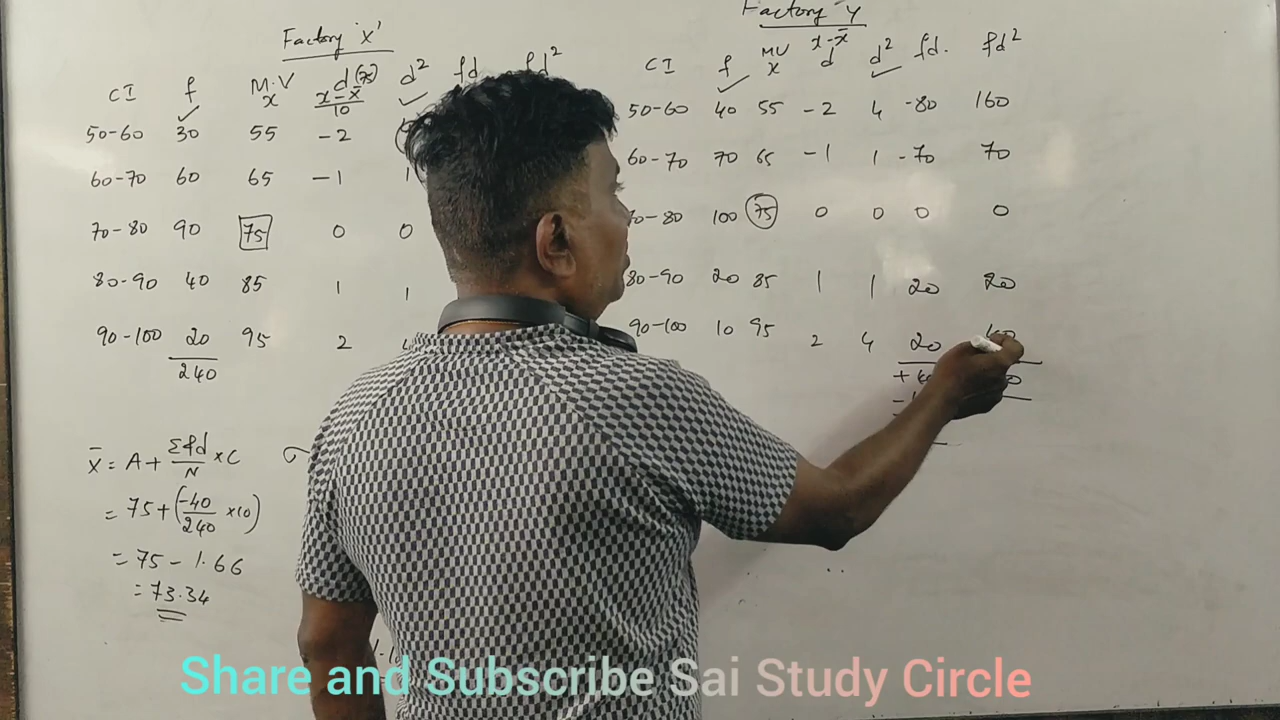 Factory 'X'
CI f M.V x d (75) x-x̄/10 d² fd fd²
50-60 30 55 -2
60-70 60 65 -1 1
70-80 90 75 0 0
80-90 40 85 1 1
90-100 20 95 2
240
x̄ = A + Σfd/N × C σ
= 75 + (-40/240 ×10)
= 75 - 1.66
= 73.34
Factory Y
CI f MV x x-x̄ d d² fd. fd²
50-60 40 55 -2 4 -80 160
60-70 70 65 -1 1 -70 70
70-80 100 75 0 0 0 0
80-90 20 85 1 1 20 20
90-100 10 95 2 4 20
Share and Subscribe Sai Study Circle